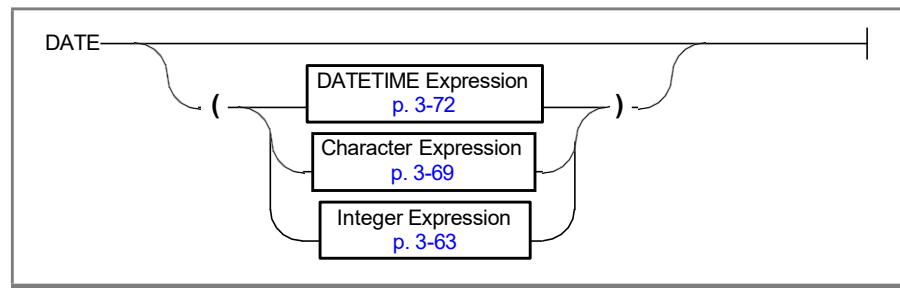 DATE
( DATETIME Expression )
p. 3-72
Character Expression
p. 3-69
Integer Expression
p. 3-63